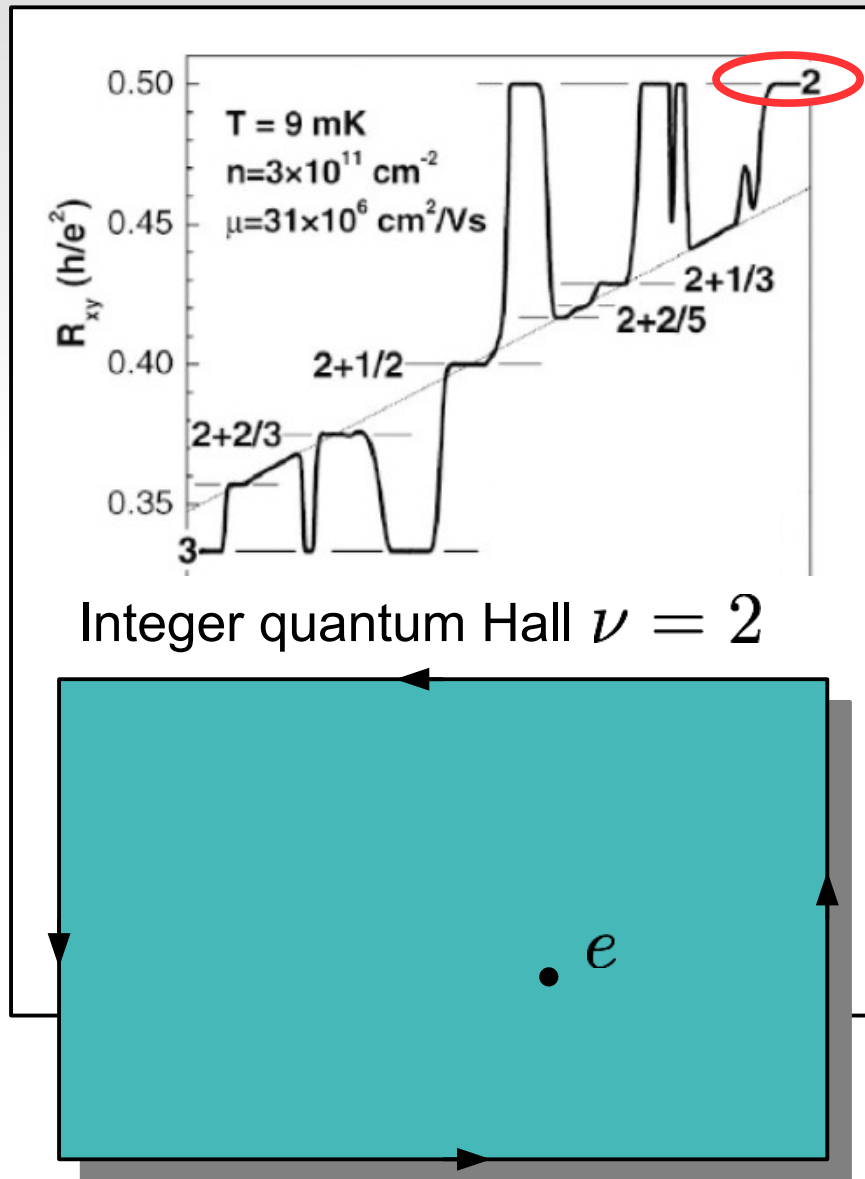 0.50
2
T = 9 mK
n=3×10¹¹ cm⁻²
μ=31×10⁶ cm²/Vs
0.45
R_xy (h/e²)
2+1/3
2+2/5
2+1/2
0.40
2+2/3
0.35
3
Integer quantum Hall ν = 2
e